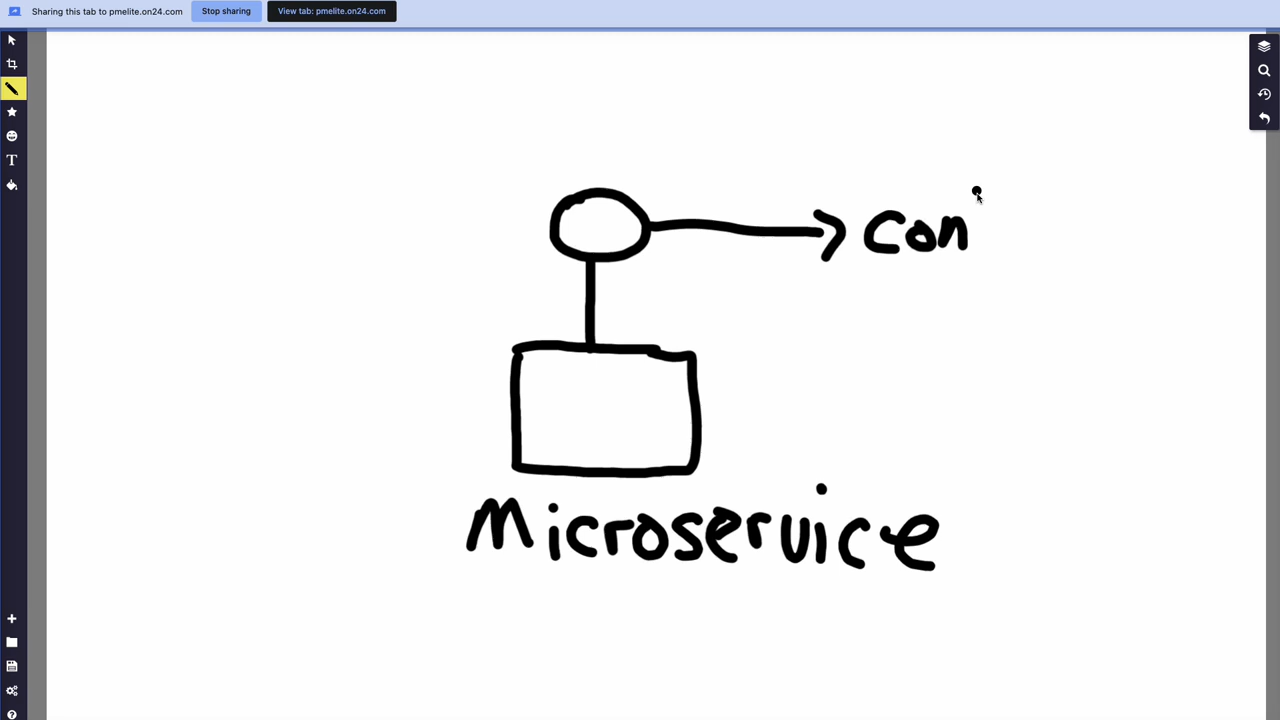 Sharing this tab to pmelite.on24.com Stop sharing View tab: pmelite.on24.com
T
Con
Microservice
?